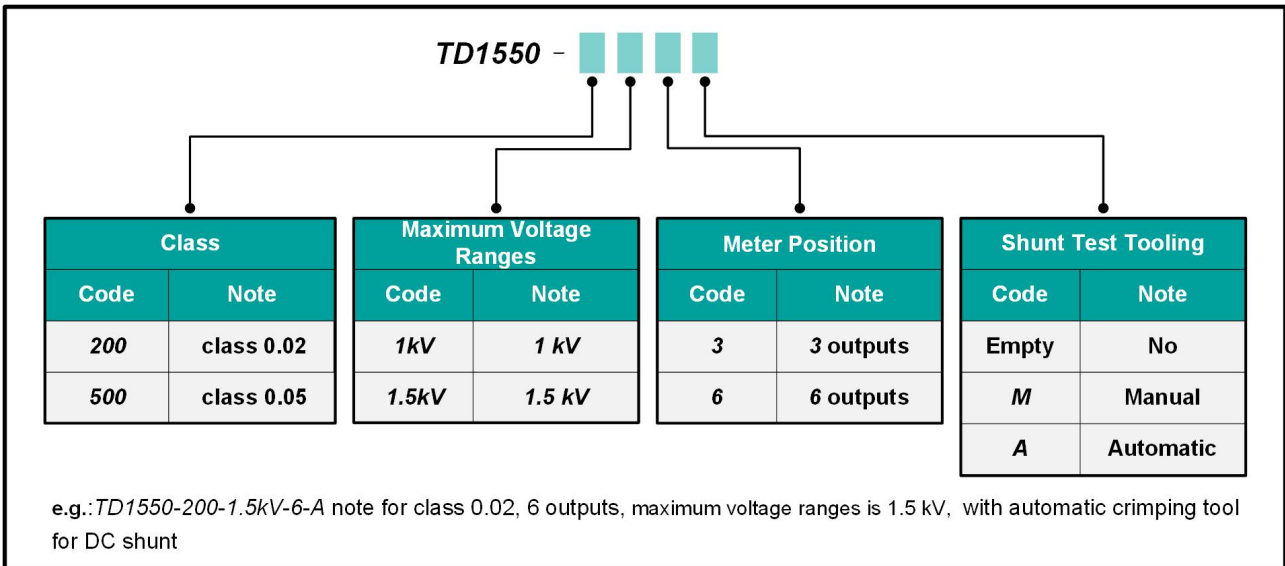 TD1550 -
Class
Code Note
200 class 0.02
500 class 0.05
Maximum Voltage
Ranges
Code Note
1kV 1 kV
1.5kV 1.5 kV
Meter Position
Code Note
3 3 outputs
6 6 outputs
Shunt Test Tooling
Code Note
Empty No
M Manual
A Automatic
e.g.:TD1550-200-1.5kV-6-A note for class 0.02, 6 outputs, maximum voltage ranges is 1.5 kV, with automatic crimping tool
for DC shunt